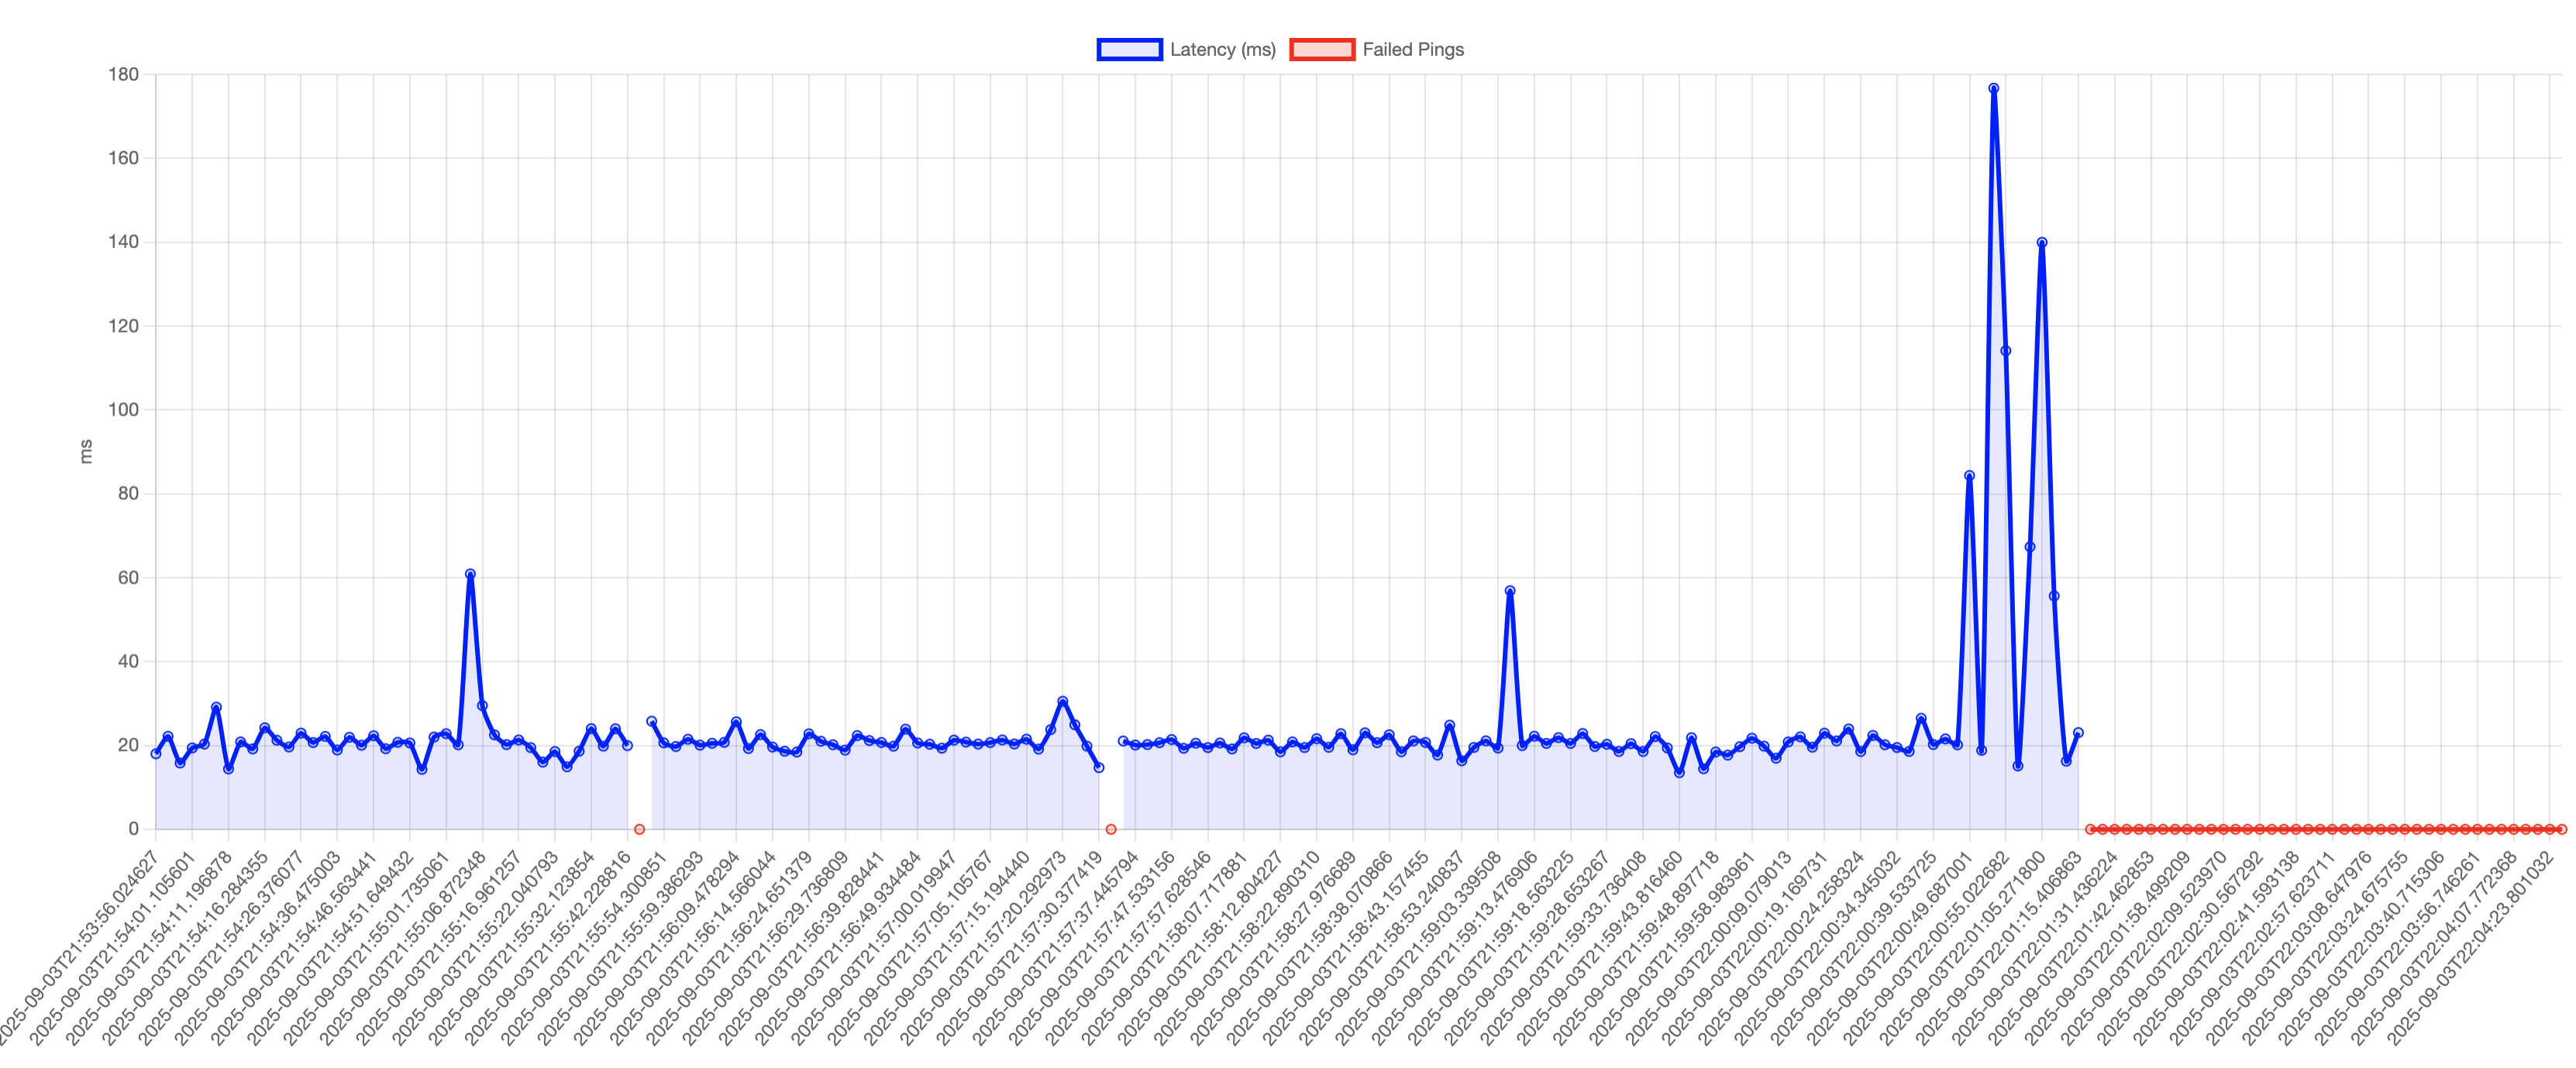 Latency (ms) Failed Pings
180
160
140
120
100
80
60
40
20
0
ms
2025-09-03T21:53:56.024627
2025-09-03T21:54:01.105601
2025-09-03T21:54:11.196878
2025-09-03T21:54:16.284355
2025-09-03T21:54:26.376077
2025-09-03T21:54:36.475003
2025-09-03T21:54:46.563441
2025-09-03T21:54:51.649432
2025-09-03T21:55:01.735061
2025-09-03T21:55:06.872348
2025-09-03T21:55:16.961257
2025-09-03T21:55:22.040793
2025-09-03T21:55:32.123854
2025-09-03T21:55:42.228816
2025-09-03T21:55:54.300851
2025-09-03T21:55:59.386293
2025-09-03T21:56:09.478294
2025-09-03T21:56:14.566044
2025-09-03T21:56:24.651379
2025-09-03T21:56:29.736809
2025-09-03T21:56:39.828441
2025-09-03T21:56:49.934484
2025-09-03T21:57:00.019947
2025-09-03T21:57:05.105767
2025-09-03T21:57:15.194440
2025-09-03T21:57:20.292973
2025-09-03T21:57:30.377419
2025-09-03T21:57:37.445794
2025-09-03T21:57:47.533156
2025-09-03T21:57:57.628546
2025-09-03T21:58:07.717881
2025-09-03T21:58:12.804227
2025-09-03T21:58:22.890310
2025-09-03T21:58:27.976689
2025-09-03T21:58:38.070866
2025-09-03T21:58:43.157455
2025-09-03T21:58:53.240837
2025-09-03T21:59:03.339508
2025-09-03T21:59:13.476906
2025-09-03T21:59:18.563225
2025-09-03T21:59:28.653267
2025-09-03T21:59:33.736408
2025-09-03T21:59:43.816460
2025-09-03T21:59:48.897718
2025-09-03T21:59:58.983961
2025-09-03T22:00:09.079013
2025-09-03T22:00:19.169731
2025-09-03T22:00:24.258324
2025-09-03T22:00:34.345032
2025-09-03T22:00:39.533725
2025-09-03T22:00:49.687001
2025-09-03T22:00:55.022682
2025-09-03T22:01:05.271800
2025-09-03T22:01:15.406863
2025-09-03T22:01:31.436224
2025-09-03T22:01:42.462853
2025-09-03T22:01:58.499209
2025-09-03T22:02:09.523970
2025-09-03T22:02:30.567292
2025-09-03T22:02:41.593138
2025-09-03T22:02:57.623711
2025-09-03T22:03:08.647976
2025-09-03T22:03:24.675755
2025-09-03T22:03:40.715306
2025-09-03T22:03:56.746261
2025-09-03T22:04:07.772368
2025-09-03T22:04:23.801032